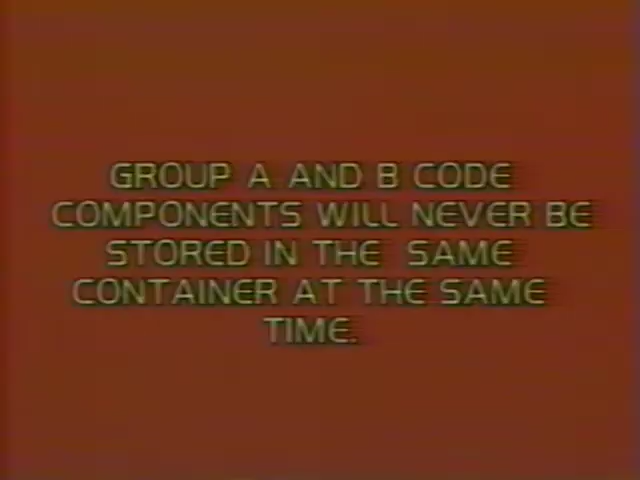 GROUP A AND B CODE
COMPONENTS WILL NEVER BE
STORED IN THE SAME
CONTAINER AT THE SAME
TIME.